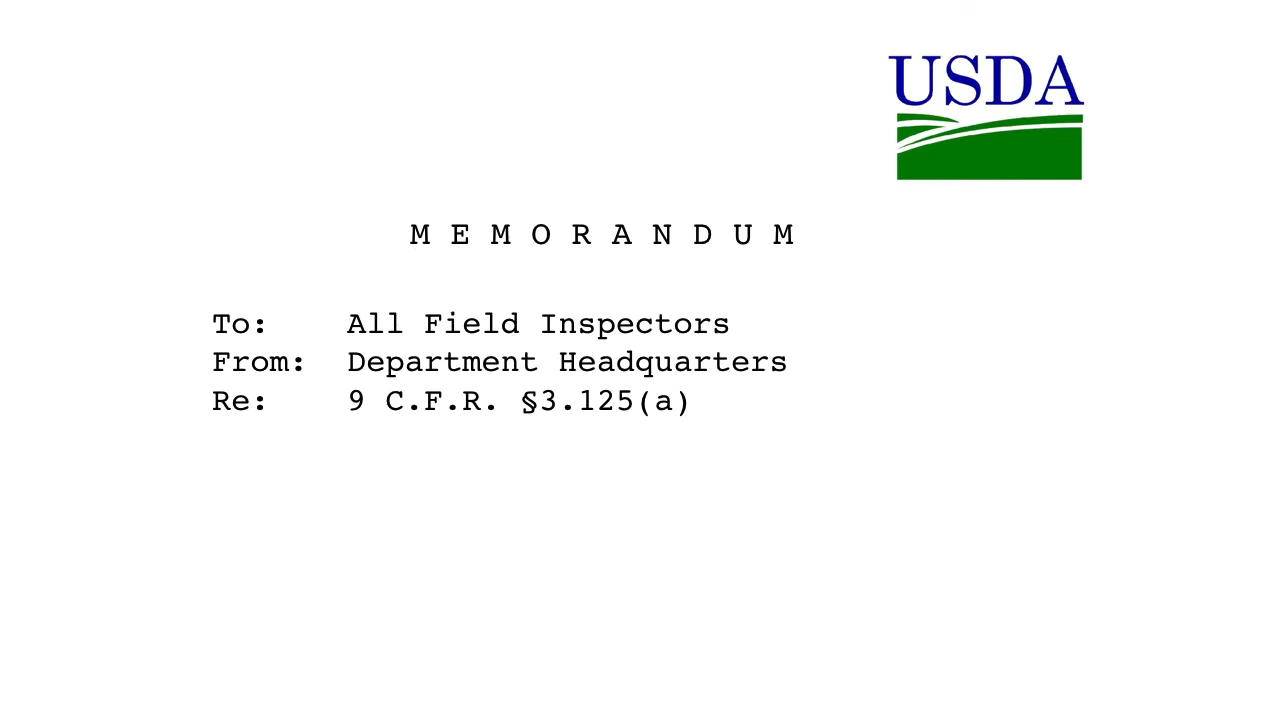 USDA
M E M O R A N D U M
To: All Field Inspectors
From: Department Headquarters
Re: 9 C.F.R. §3.125(a)